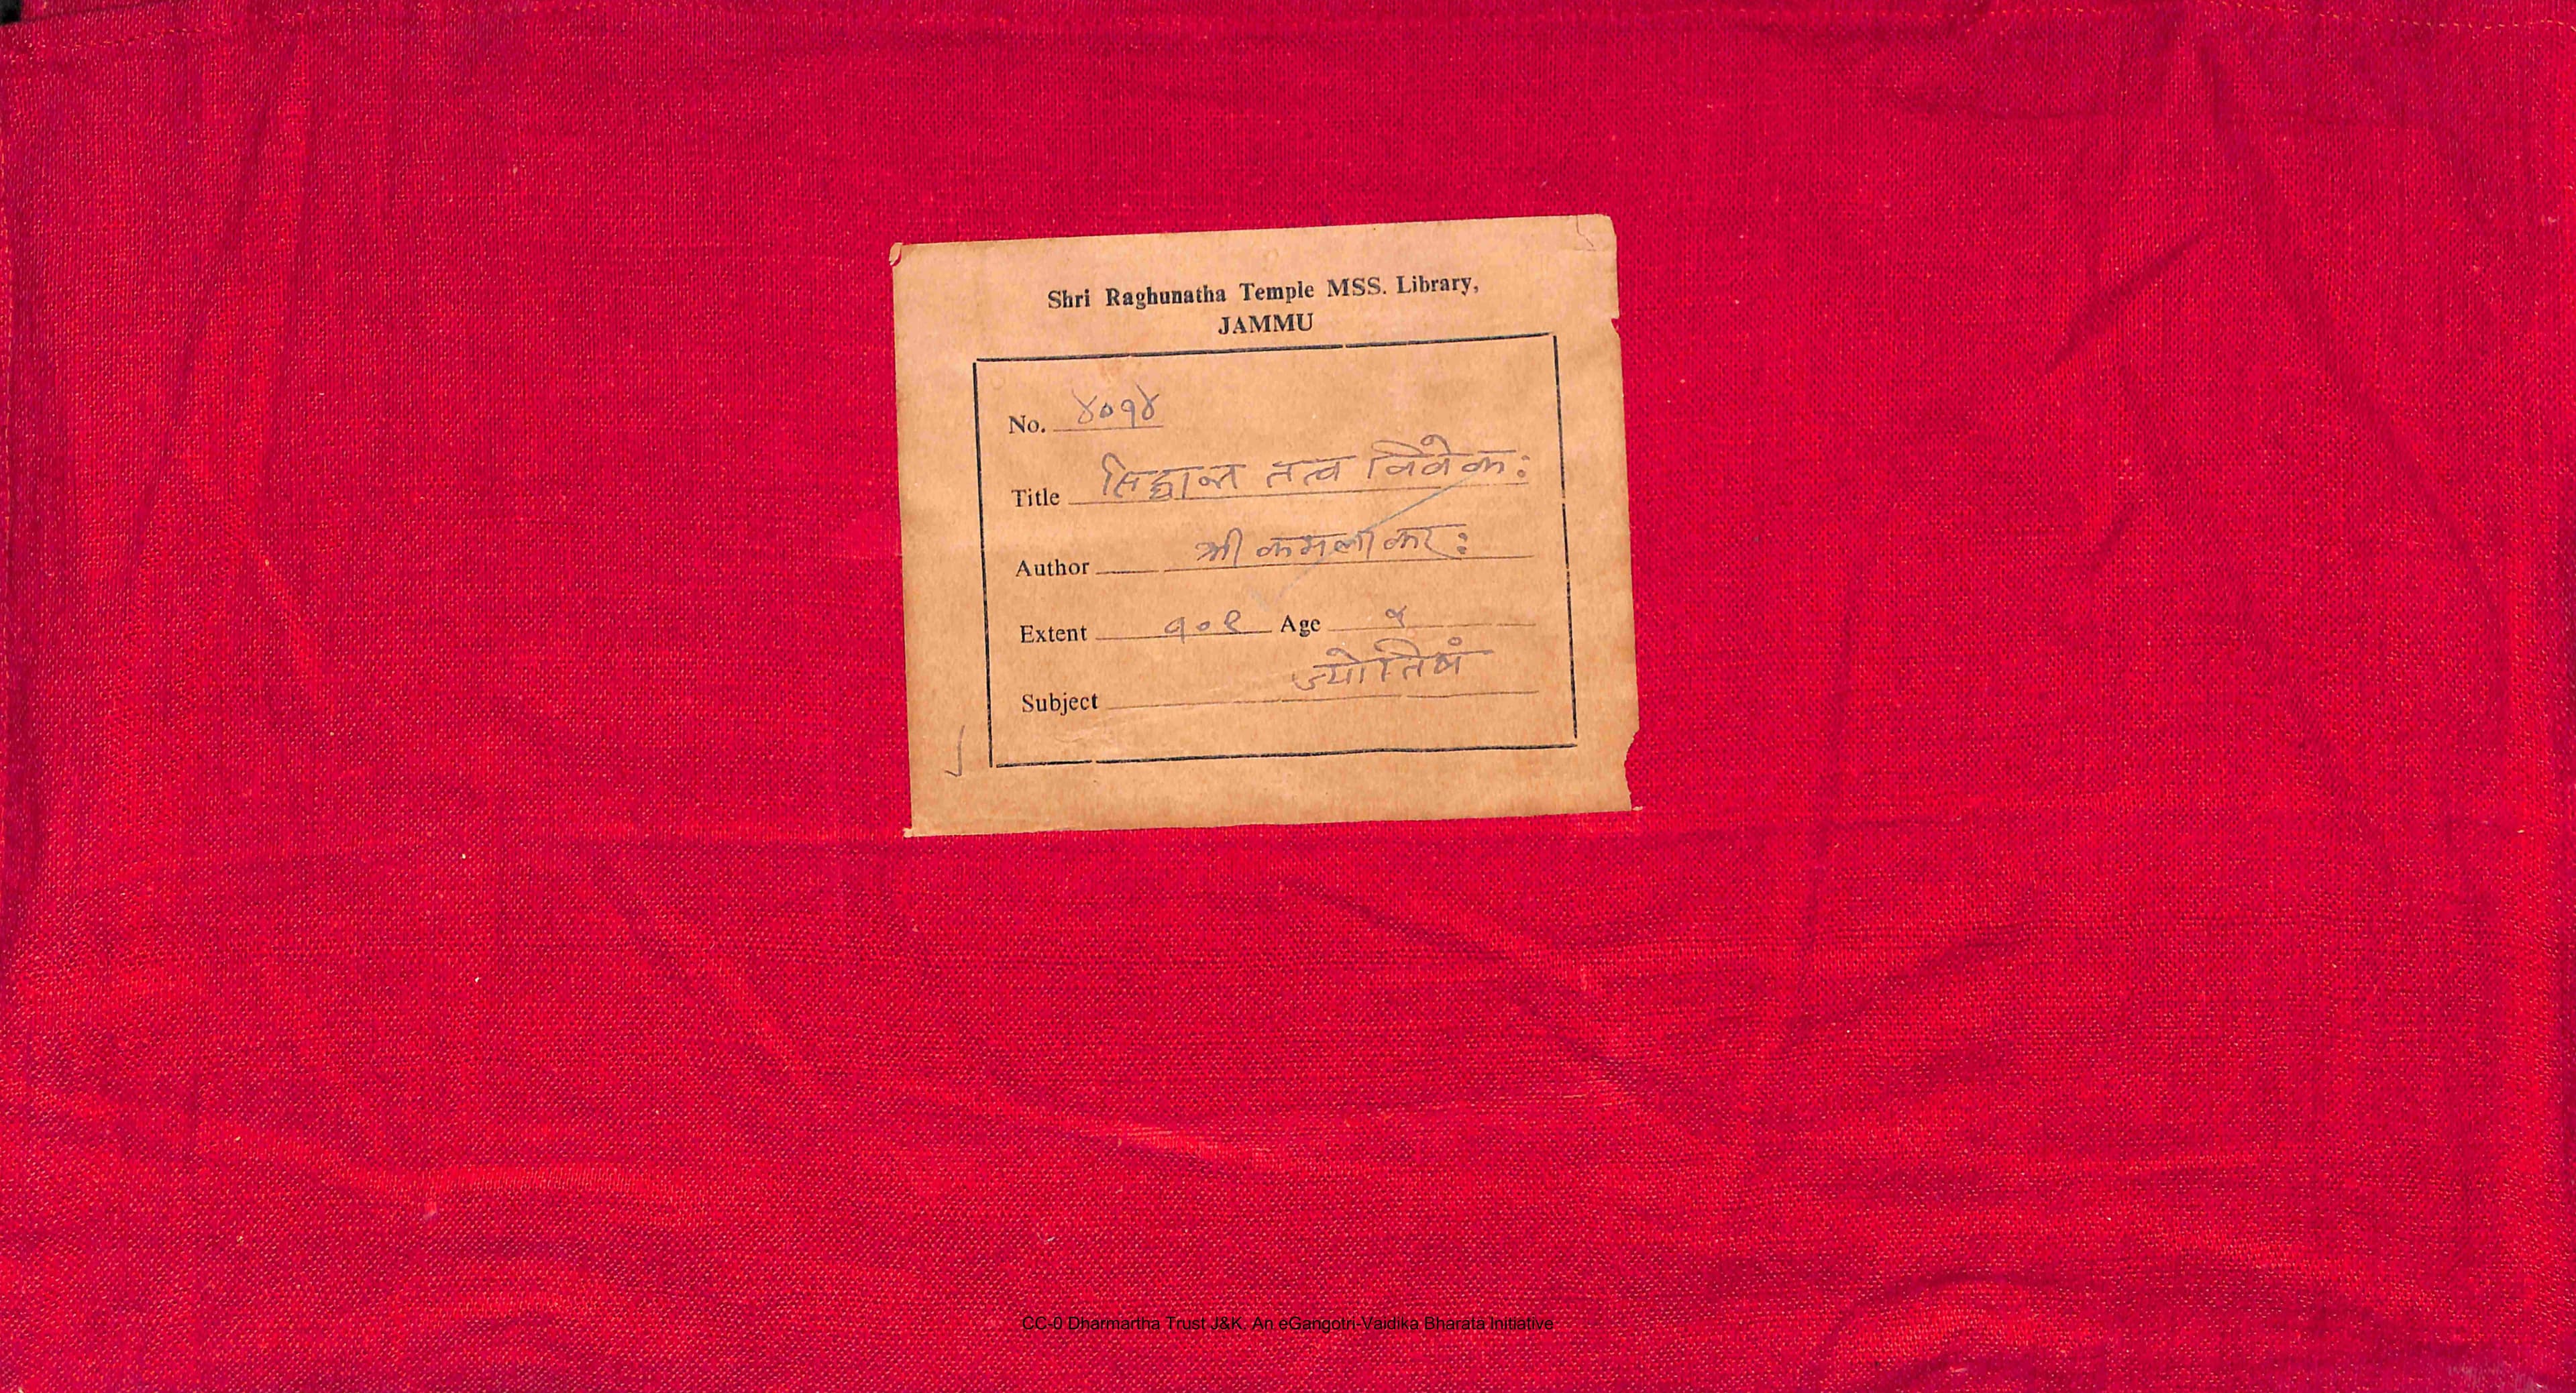 Shri Raghunatha Temple MSS. Library,
JAMMU
No. ४०१४
Title सिद्धान्त तत्व विवेकः
Author श्री कमलाकरः
Extent १०९ Age
Subject ज्योतिषं
CC-0 Dharmartha Trust J&K. An eGangotri-Vaidika Bharata Initiative